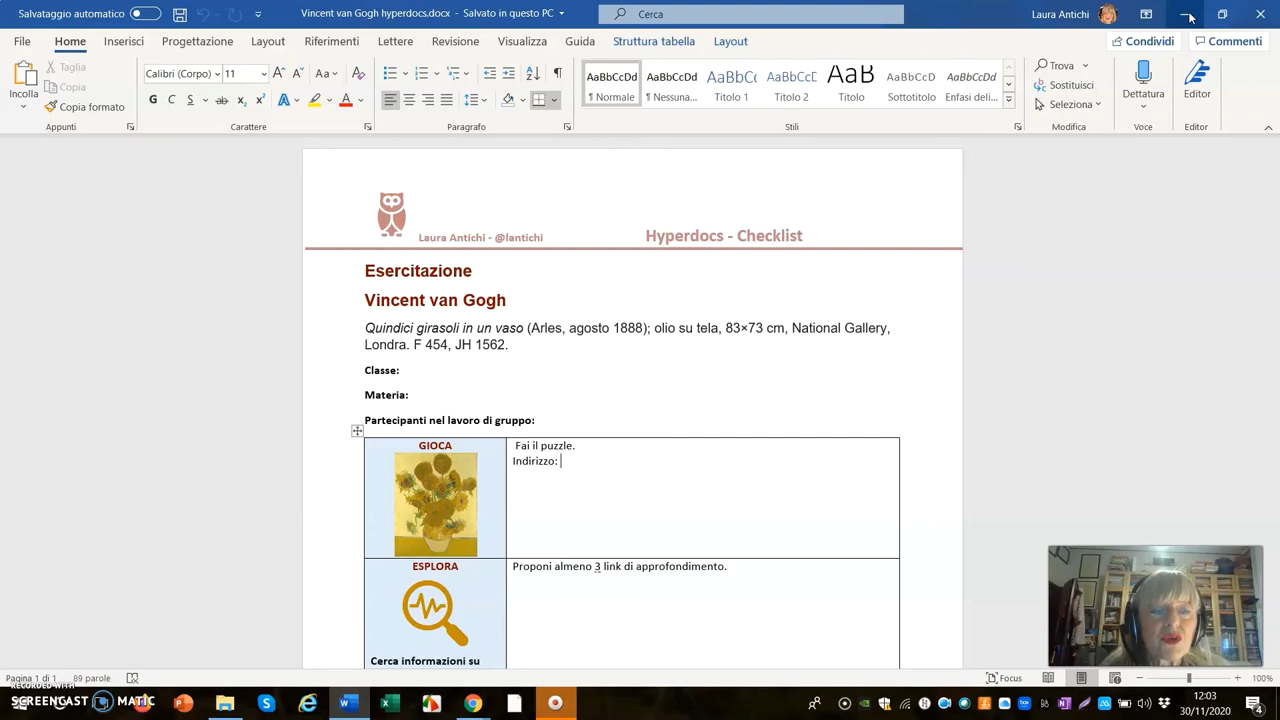 Salvataggio automatico
Vincent van Gogh.docx - Salvato in questo PC
Cerca
Laura Antichi
File
Home
Inserisci
Progettazione
Layout
Riferimenti
Lettere
Revisione
Visualizza
Guida
Struttura tabella
Layout
Condividi
Commenti
Incolla
Taglia
Copia
Copia formato
Appunti
Calibri (Corpo)
11
Carattere
Paragrafo
AaBbCcDd
¶ Normale
AaBbCcDd
¶ Nessuna...
AaBbCc
Titolo 1
AaBbCcD
Titolo 2
AaB
Titolo
AaBbCcD
Sottotitolo
AaBbCcDd
Enfasi deli...
Stili
Trova
Sostituisci
Seleziona
Modifica
Dettatura
Voce
Editor
Editor
Laura Antichi - @lantichi
Hyperdocs - Checklist
Esercitazione
Vincent van Gogh
Quindici girasoli in un vaso (Arles, agosto 1888); olio su tela, 83×73 cm, National Gallery,
Londra. F 454, JH 1562.
Classe:
Materia:
Partecipanti nel lavoro di gruppo:
GIOCA
Fai il puzzle.
Indirizzo:
ESPLORA
Proponi almeno 3 link di approfondimento.
Cerca informazioni su
Pagina 1 di 1
89 parole
Focus
100%
RECORDED WITH
SCREENCAST MATIC
12:03
30/11/2020